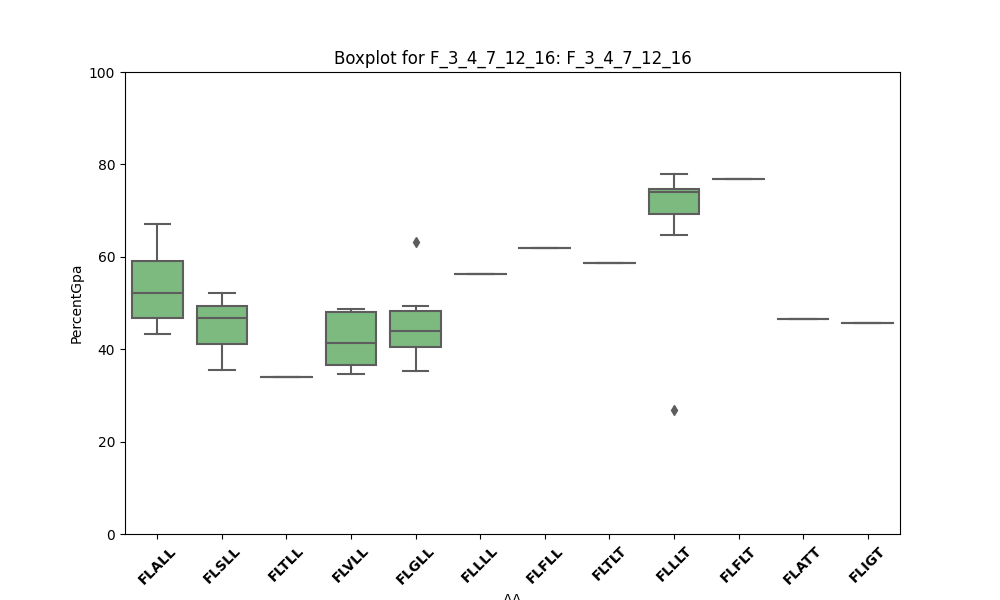 Boxplot for F_3_4_7_12_16: F_3_4_7_12_16
100
80
60
40
20
0
PercentGpa
FLALL
FLSLL
FLTLL
FLVLL
FLGLL
FLLLL
FLFLL
FLTLT
FLLLT
FLFLT
FLATT
FLIGT
AA